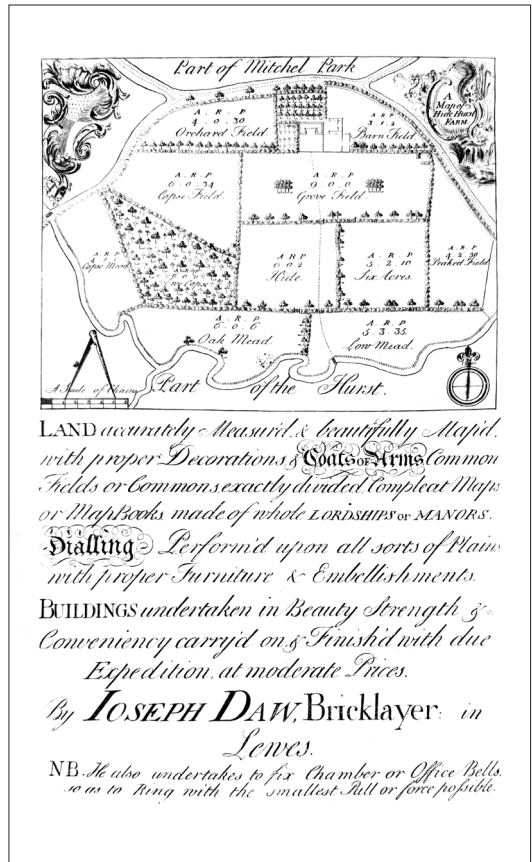 Part of Mitchel Park
A
Map of
Hide Hurst
FARM
A . R . P
4 . 0 . 30
Orchard Field.
A R P
Barn Field
A . R . P
6 . 0 . 34
Copse Field.
A . R . P
9 . 0 . 0
Grove Field.
A R P
Copse Mead
A R P
6 0 2
Hide.
A . R . P
5 . 2 . 10
Six Acres.
A R P
Peaked Field
A . R . P
6 . 0 . 6
Oak Mead.
A . R . P
5 . 3 . 35.
Low Mead.
A Scale of Chains
Part of the Hurst.
LAND accurately Measur'd, & beautifully Map'd,
with proper Decorations & Coats of Arms Common
Fields or Commons, exactly divided, Compleat Maps
or Map Books made of whole LORDSHIPS or MANORS.
Dialling Perform'd upon all sorts of Plains
with proper Furniture & Embellishments.
BUILDINGS undertaken in Beauty Strength &
Conveniency carry'd on & Finish'd with due
Expedition, at moderate Prices.
By IOSEPH DAW, Bricklayer: in
Lewes.
NB. He also undertakes to fix Chamber or Office Bells,
so as to Ring with the smallest Pull or force possible.